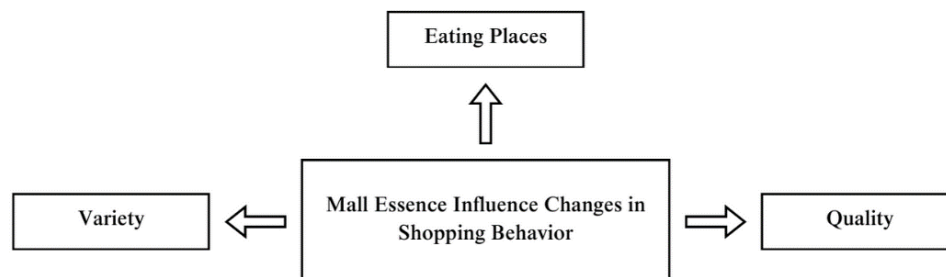 Eating Places
Variety
Mall Essence Influence Changes in
Shopping Behavior
Quality